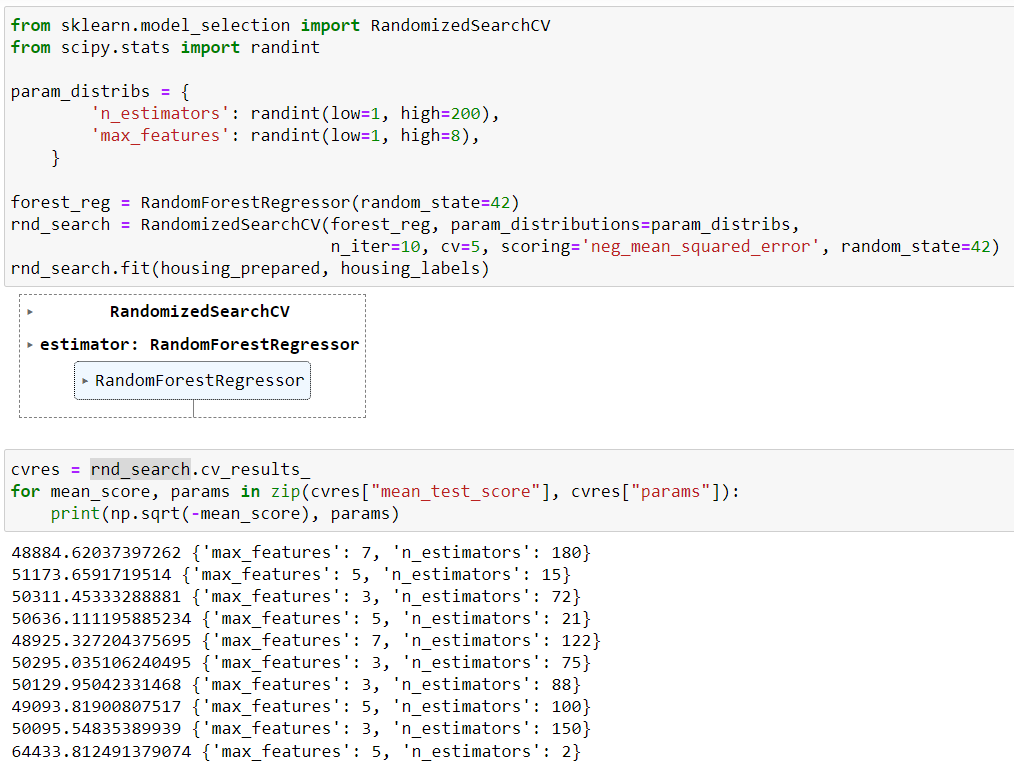 from sklearn.model_selection import RandomizedSearchCV
from scipy.stats import randint

param_distribs = {
        'n_estimators': randint(low=1, high=200),
        'max_features': randint(low=1, high=8),
    }

forest_reg = RandomForestRegressor(random_state=42)
rnd_search = RandomizedSearchCV(forest_reg, param_distributions=param_distribs,
                                n_iter=10, cv=5, scoring='neg_mean_squared_error', random_state=42)
rnd_search.fit(housing_prepared, housing_labels)
RandomizedSearchCV
estimator: RandomForestRegressor
RandomForestRegressor
cvres = rnd_search.cv_results_
for mean_score, params in zip(cvres["mean_test_score"], cvres["params"]):
    print(np.sqrt(-mean_score), params)
48884.62037397262 {'max_features': 7, 'n_estimators': 180}
51173.6591719514 {'max_features': 5, 'n_estimators': 15}
50311.45333288881 {'max_features': 3, 'n_estimators': 72}
50636.111195885234 {'max_features': 5, 'n_estimators': 21}
48925.327204375695 {'max_features': 7, 'n_estimators': 122}
50295.035106240495 {'max_features': 3, 'n_estimators': 75}
50129.95042331468 {'max_features': 3, 'n_estimators': 88}
49093.81900807517 {'max_features': 5, 'n_estimators': 100}
50095.54835389939 {'max_features': 3, 'n_estimators': 150}
64433.812491379074 {'max_features': 5, 'n_estimators': 2}